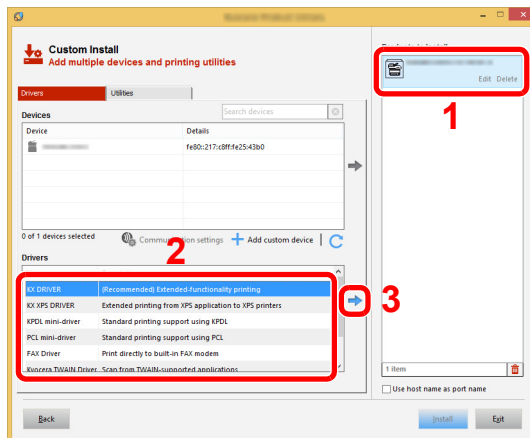 Custom Install
Add multiple devices and printing utilities
Drivers
Utilities
Devices
Search devices
Device
Details
fe80::217:c8ff:fe25:43b0
0 of 1 devices selected
settings
Add custom device
Drivers
KX DRIVER
(Recommended) Extended-functionality printing
KX XPS DRIVER
Extended printing from XPS application to XPS printers
KPDL mini-driver
Standard printing support using KPDL
PCL mini-driver
Standard printing support using PCL
FAX Driver
Print directly to built-in FAX modem
Kyocera TWAIN Driver
Scan from TWAIN-supported applications
Edit
Delete
1
2
3
1 item
Use host name as port name
Back
Install
Exit